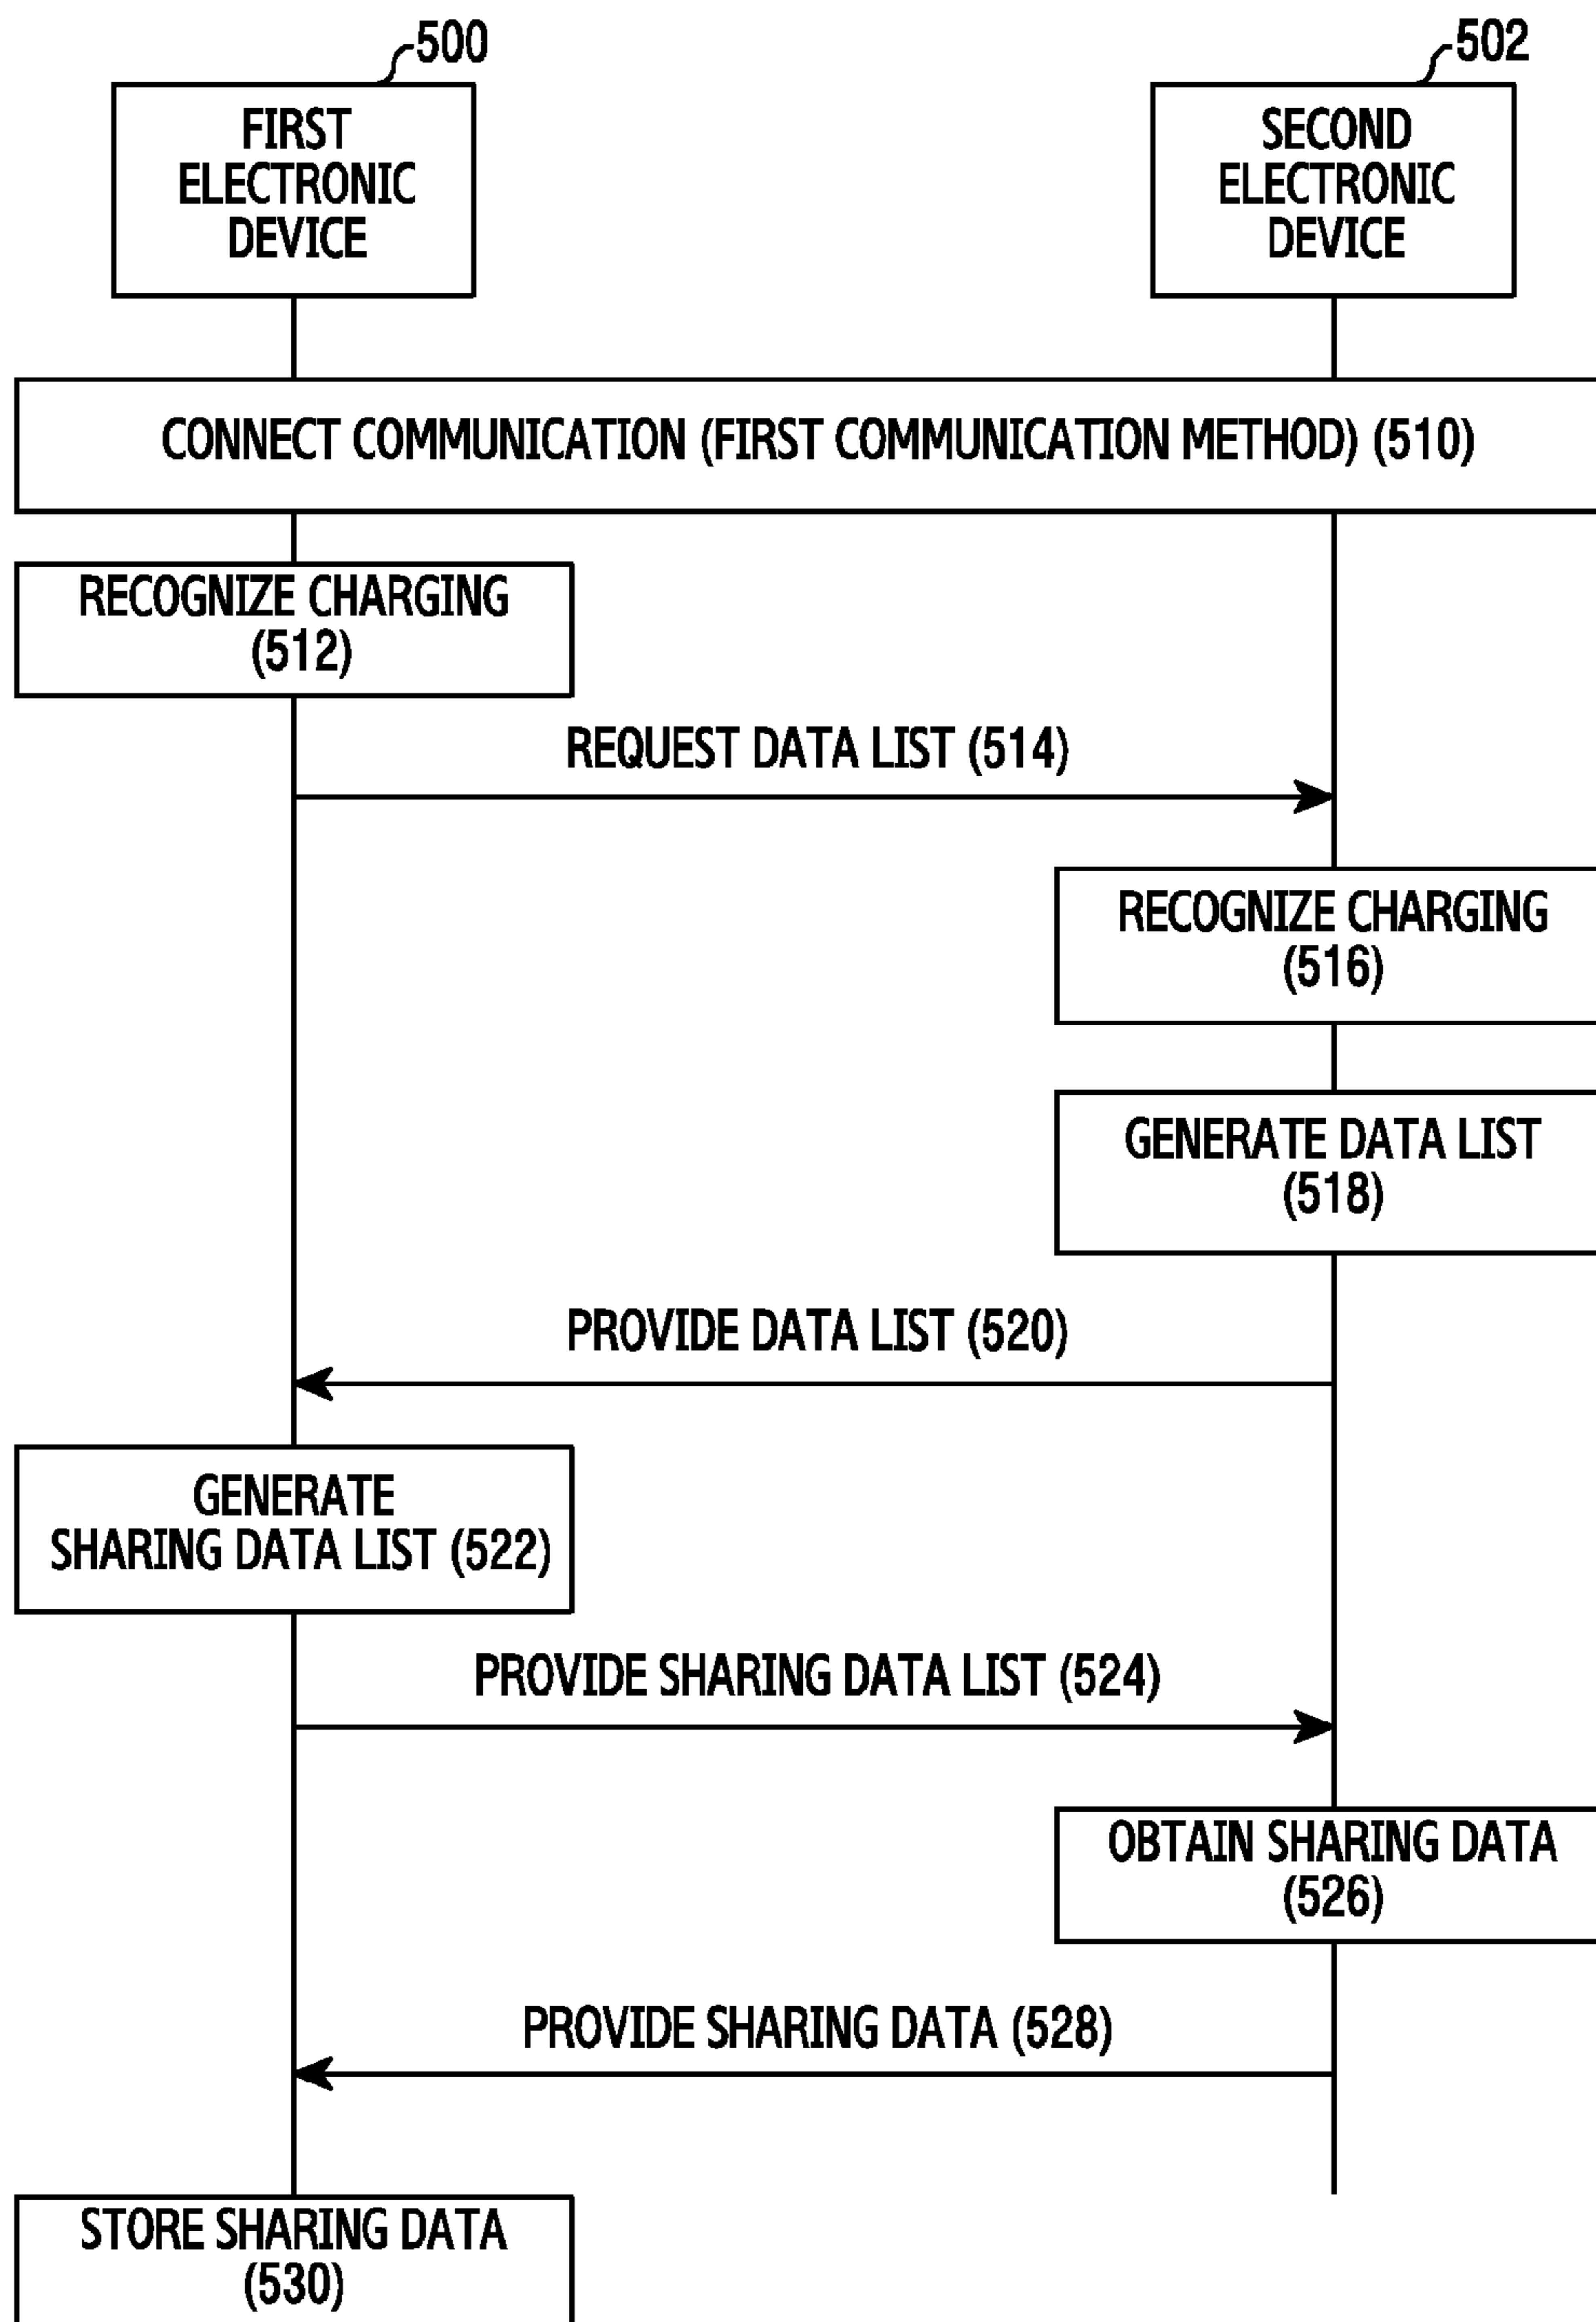 500
502
FIRST
ELECTRONIC
DEVICE
SECOND
ELECTRONIC
DEVICE
CONNECT COMMUNICATION (FIRST COMMUNICATION METHOD) (510)
RECOGNIZE CHARGING
(512)
REQUEST DATA LIST (514)
RECOGNIZE CHARGING
(516)
GENERATE DATA LIST
(518)
PROVIDE DATA LIST (520)
GENERATE
SHARING DATA LIST (522)
PROVIDE SHARING DATA LIST (524)
OBTAIN SHARING DATA
(526)
PROVIDE SHARING DATA (528)
STORE SHARING DATA
(530)